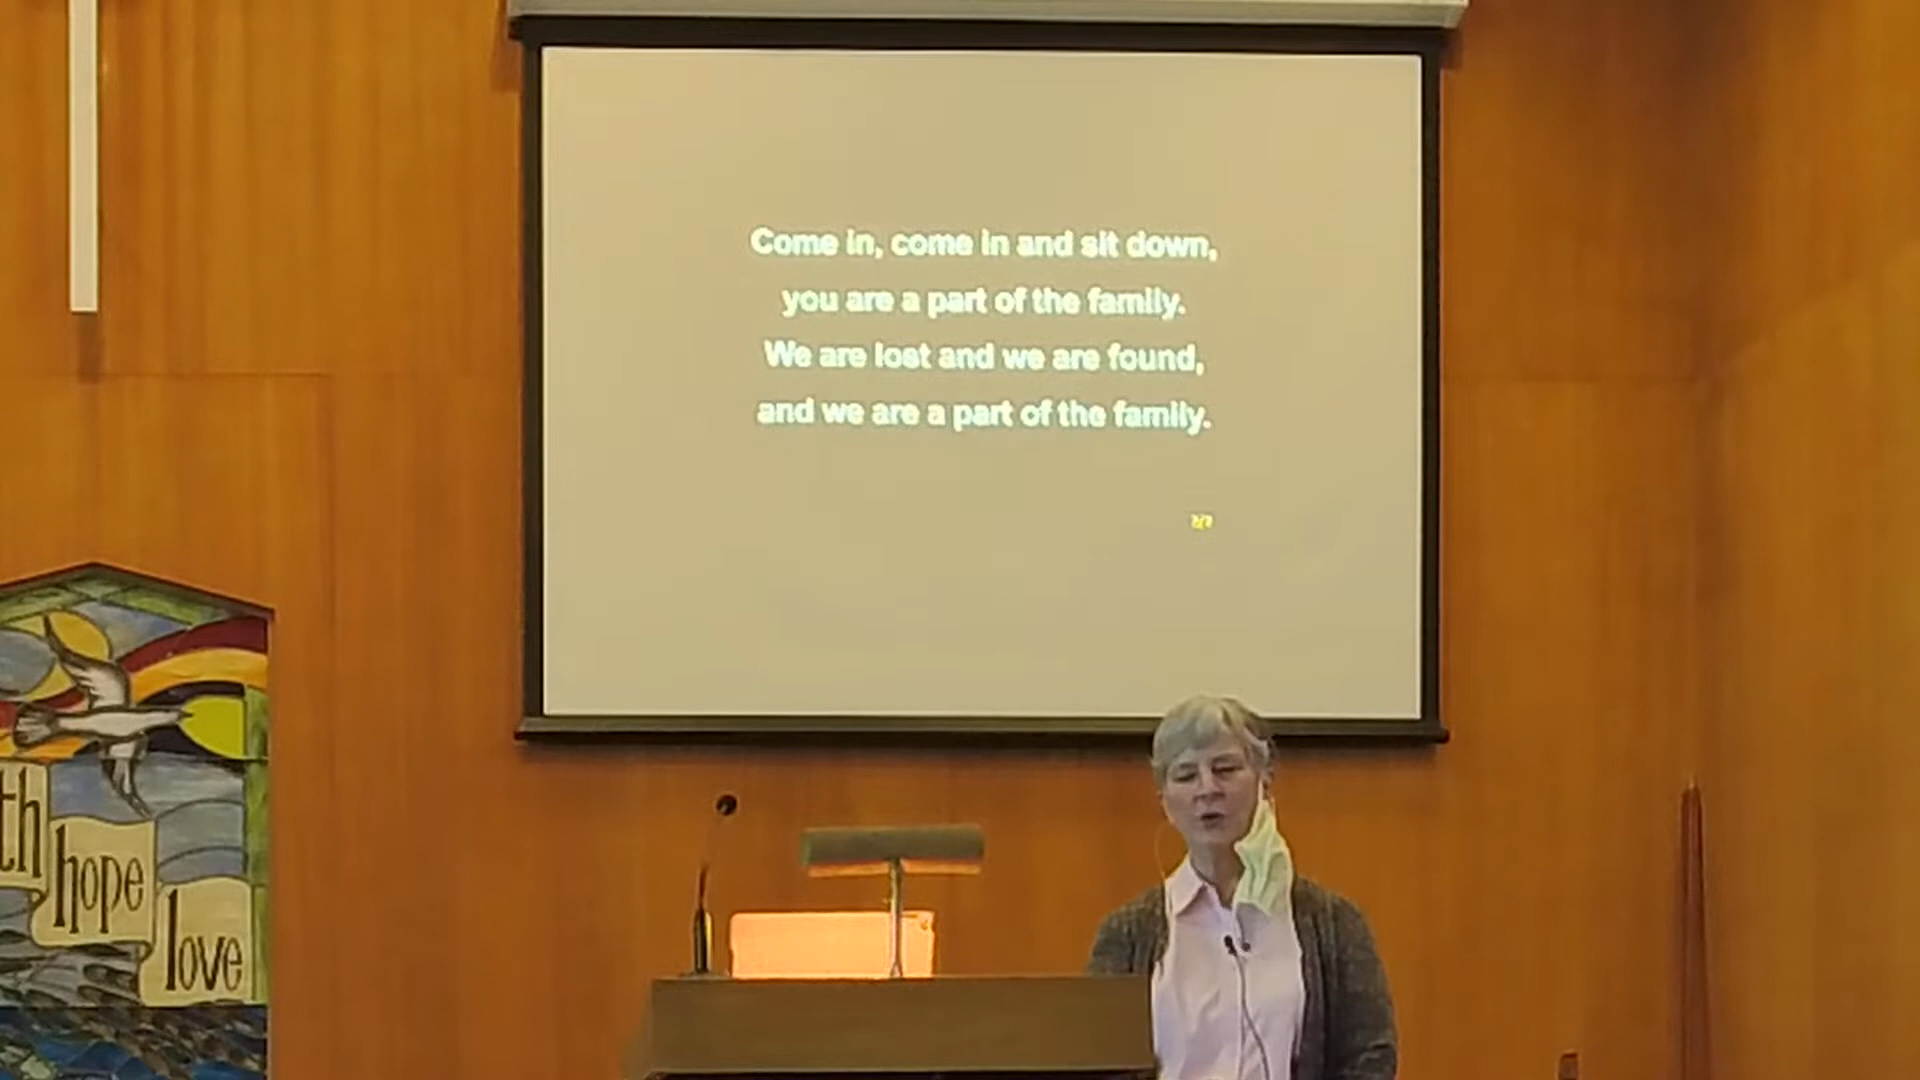 Come in, come in and sit down,
you are a part of the family.
We are lost and we are found,
and we are a part of the family.
th
hope
love